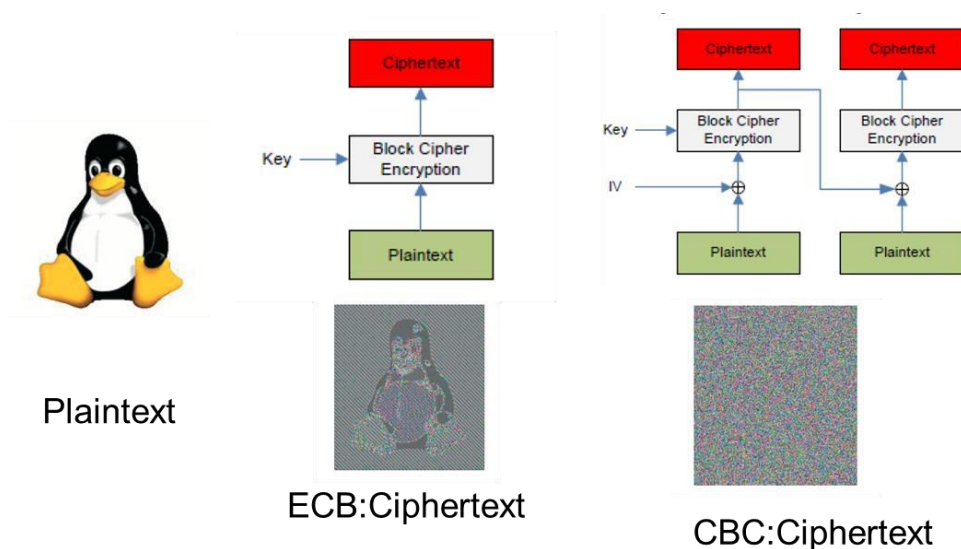 Ciphertext
Key
Block Cipher
Encryption
Plaintext
Ciphertext
Ciphertext
Key
Block Cipher
Encryption
Block Cipher
Encryption
IV
Plaintext
Plaintext
Plaintext
ECB:Ciphertext
CBC:Ciphertext